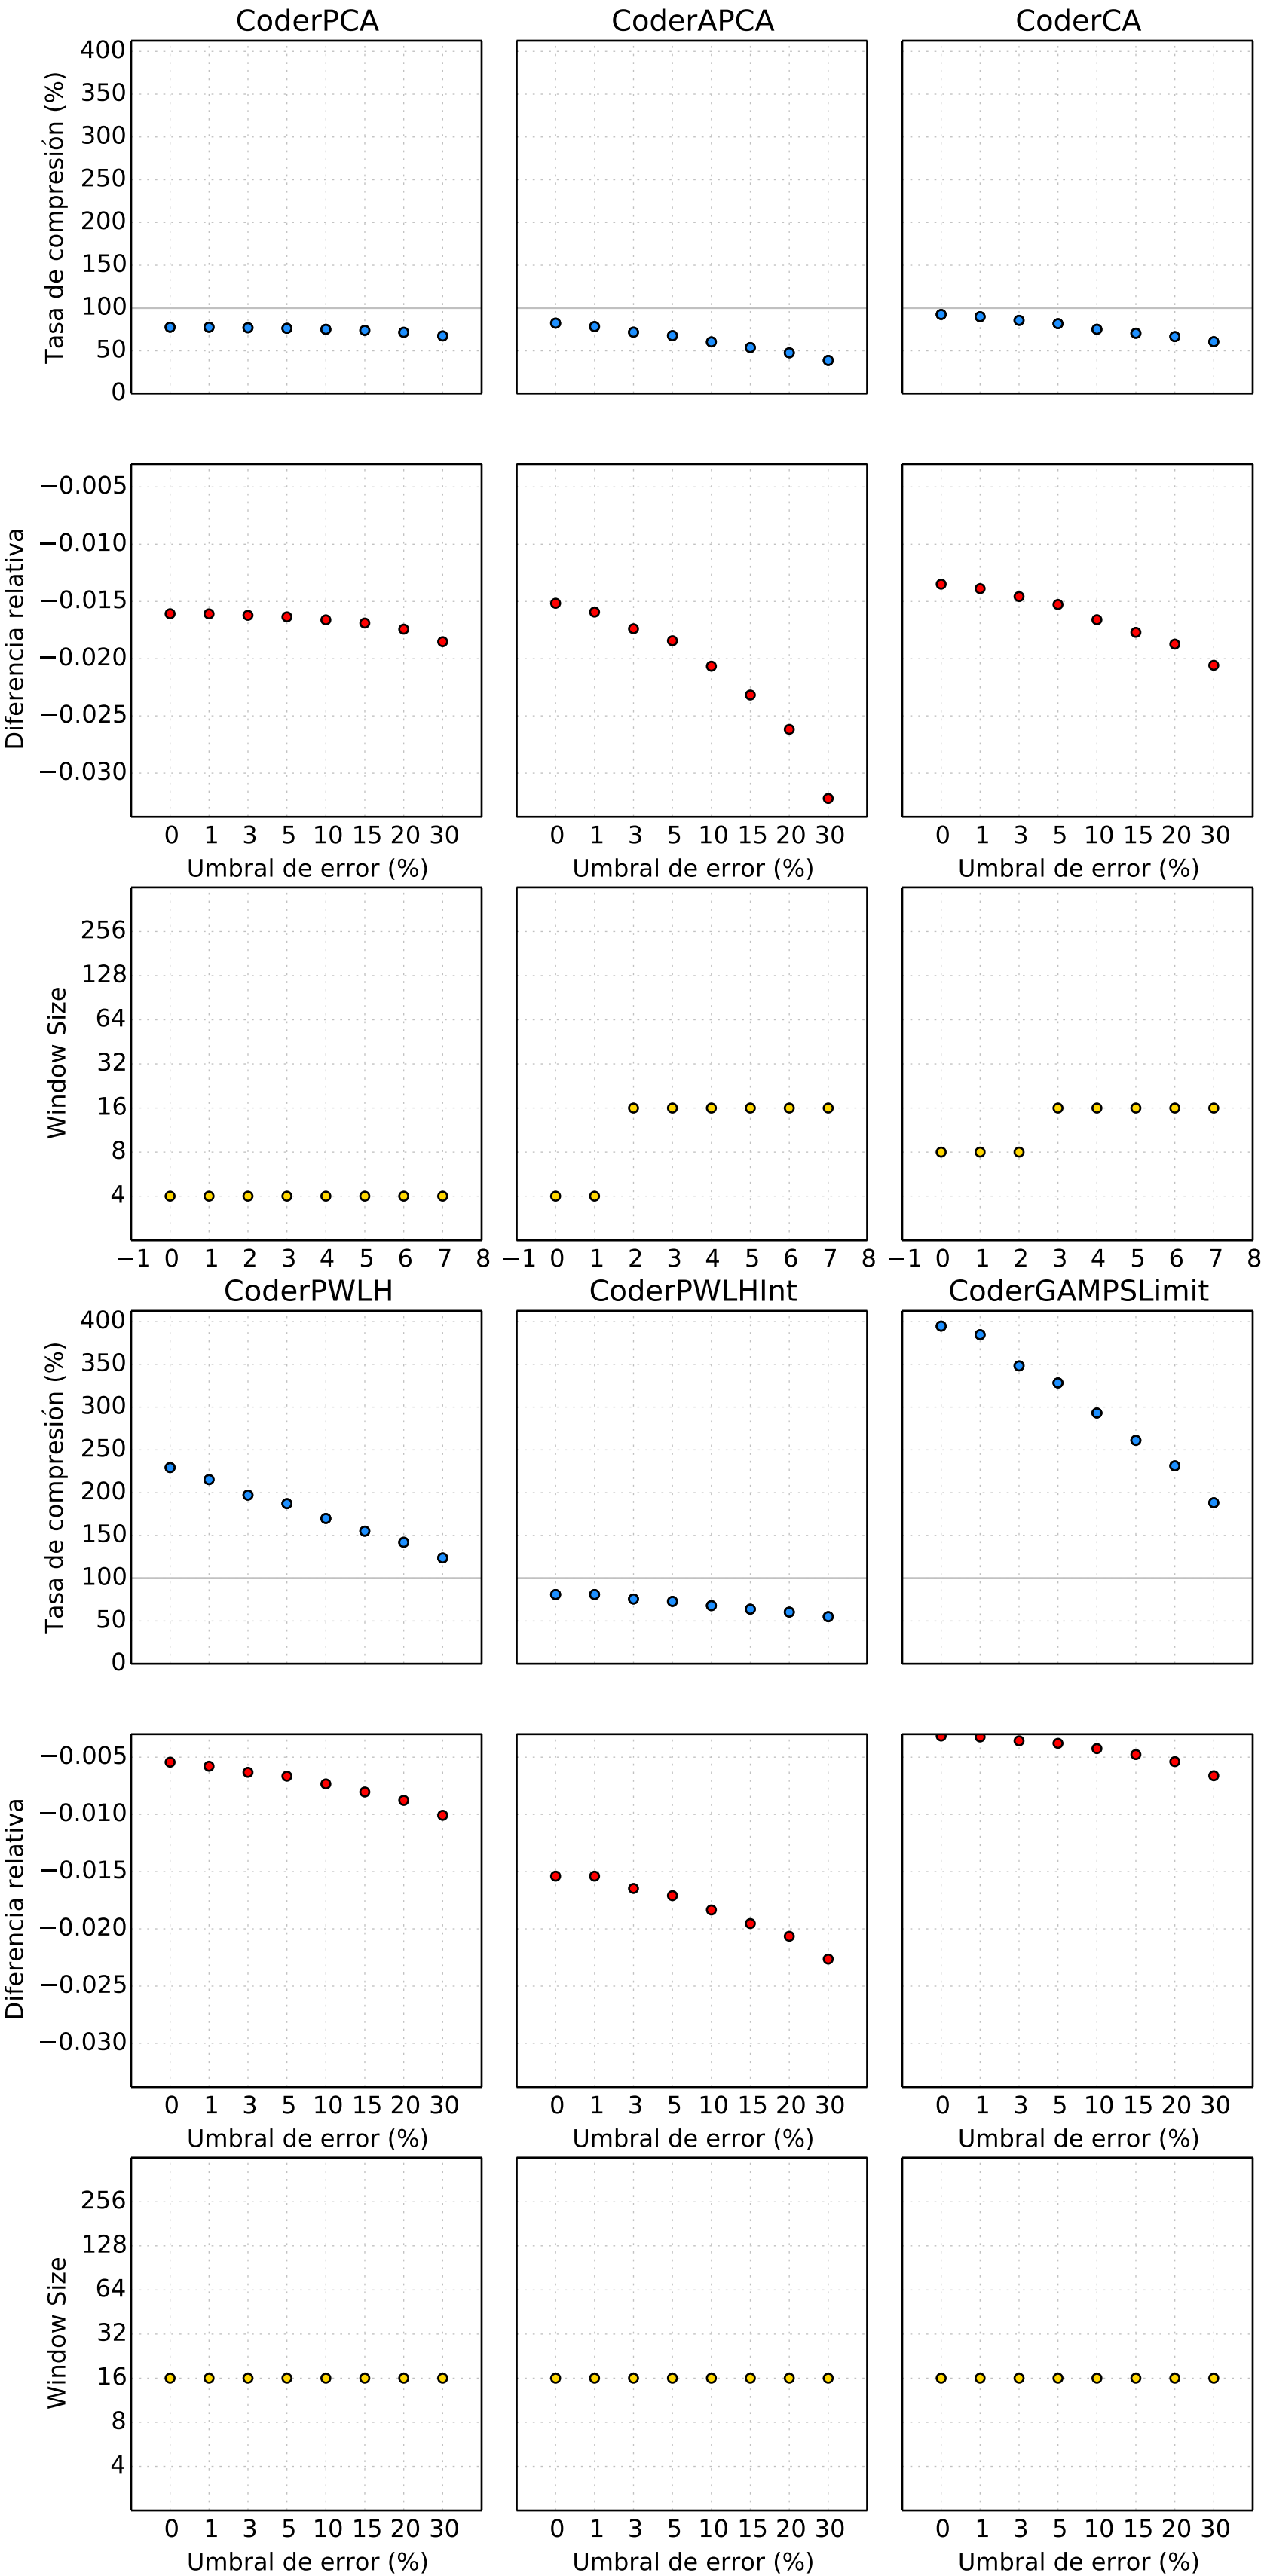 CoderPCA CoderAPCA CoderCA
Tasa de compresión (%)
400
350
300
250
200
150
100
50
0
Diferencia relativa
−0.005
−0.010
−0.015
−0.020
−0.025
−0.030
0 1 3 5 10 15 20 30 0 1 3 5 10 15 20 30 0 1 3 5 10 15 20 30
Umbral de error (%) Umbral de error (%) Umbral de error (%)
Window Size
256
128
64
32
16
8
4
−1 0 1 2 3 4 5 6 7 8 −1 0 1 2 3 4 5 6 7 8 −1 0 1 2 3 4 5 6 7 8
CoderPWLH CoderPWLHInt CoderGAMPSLimit
Tasa de compresión (%)
400
350
300
250
200
150
100
50
0
Diferencia relativa
−0.005
−0.010
−0.015
−0.020
−0.025
−0.030
0 1 3 5 10 15 20 30 0 1 3 5 10 15 20 30 0 1 3 5 10 15 20 30
Umbral de error (%) Umbral de error (%) Umbral de error (%)
Window Size
256
128
64
32
16
8
4
0 1 3 5 10 15 20 30 0 1 3 5 10 15 20 30 0 1 3 5 10 15 20 30
Umbral de error (%) Umbral de error (%) Umbral de error (%)